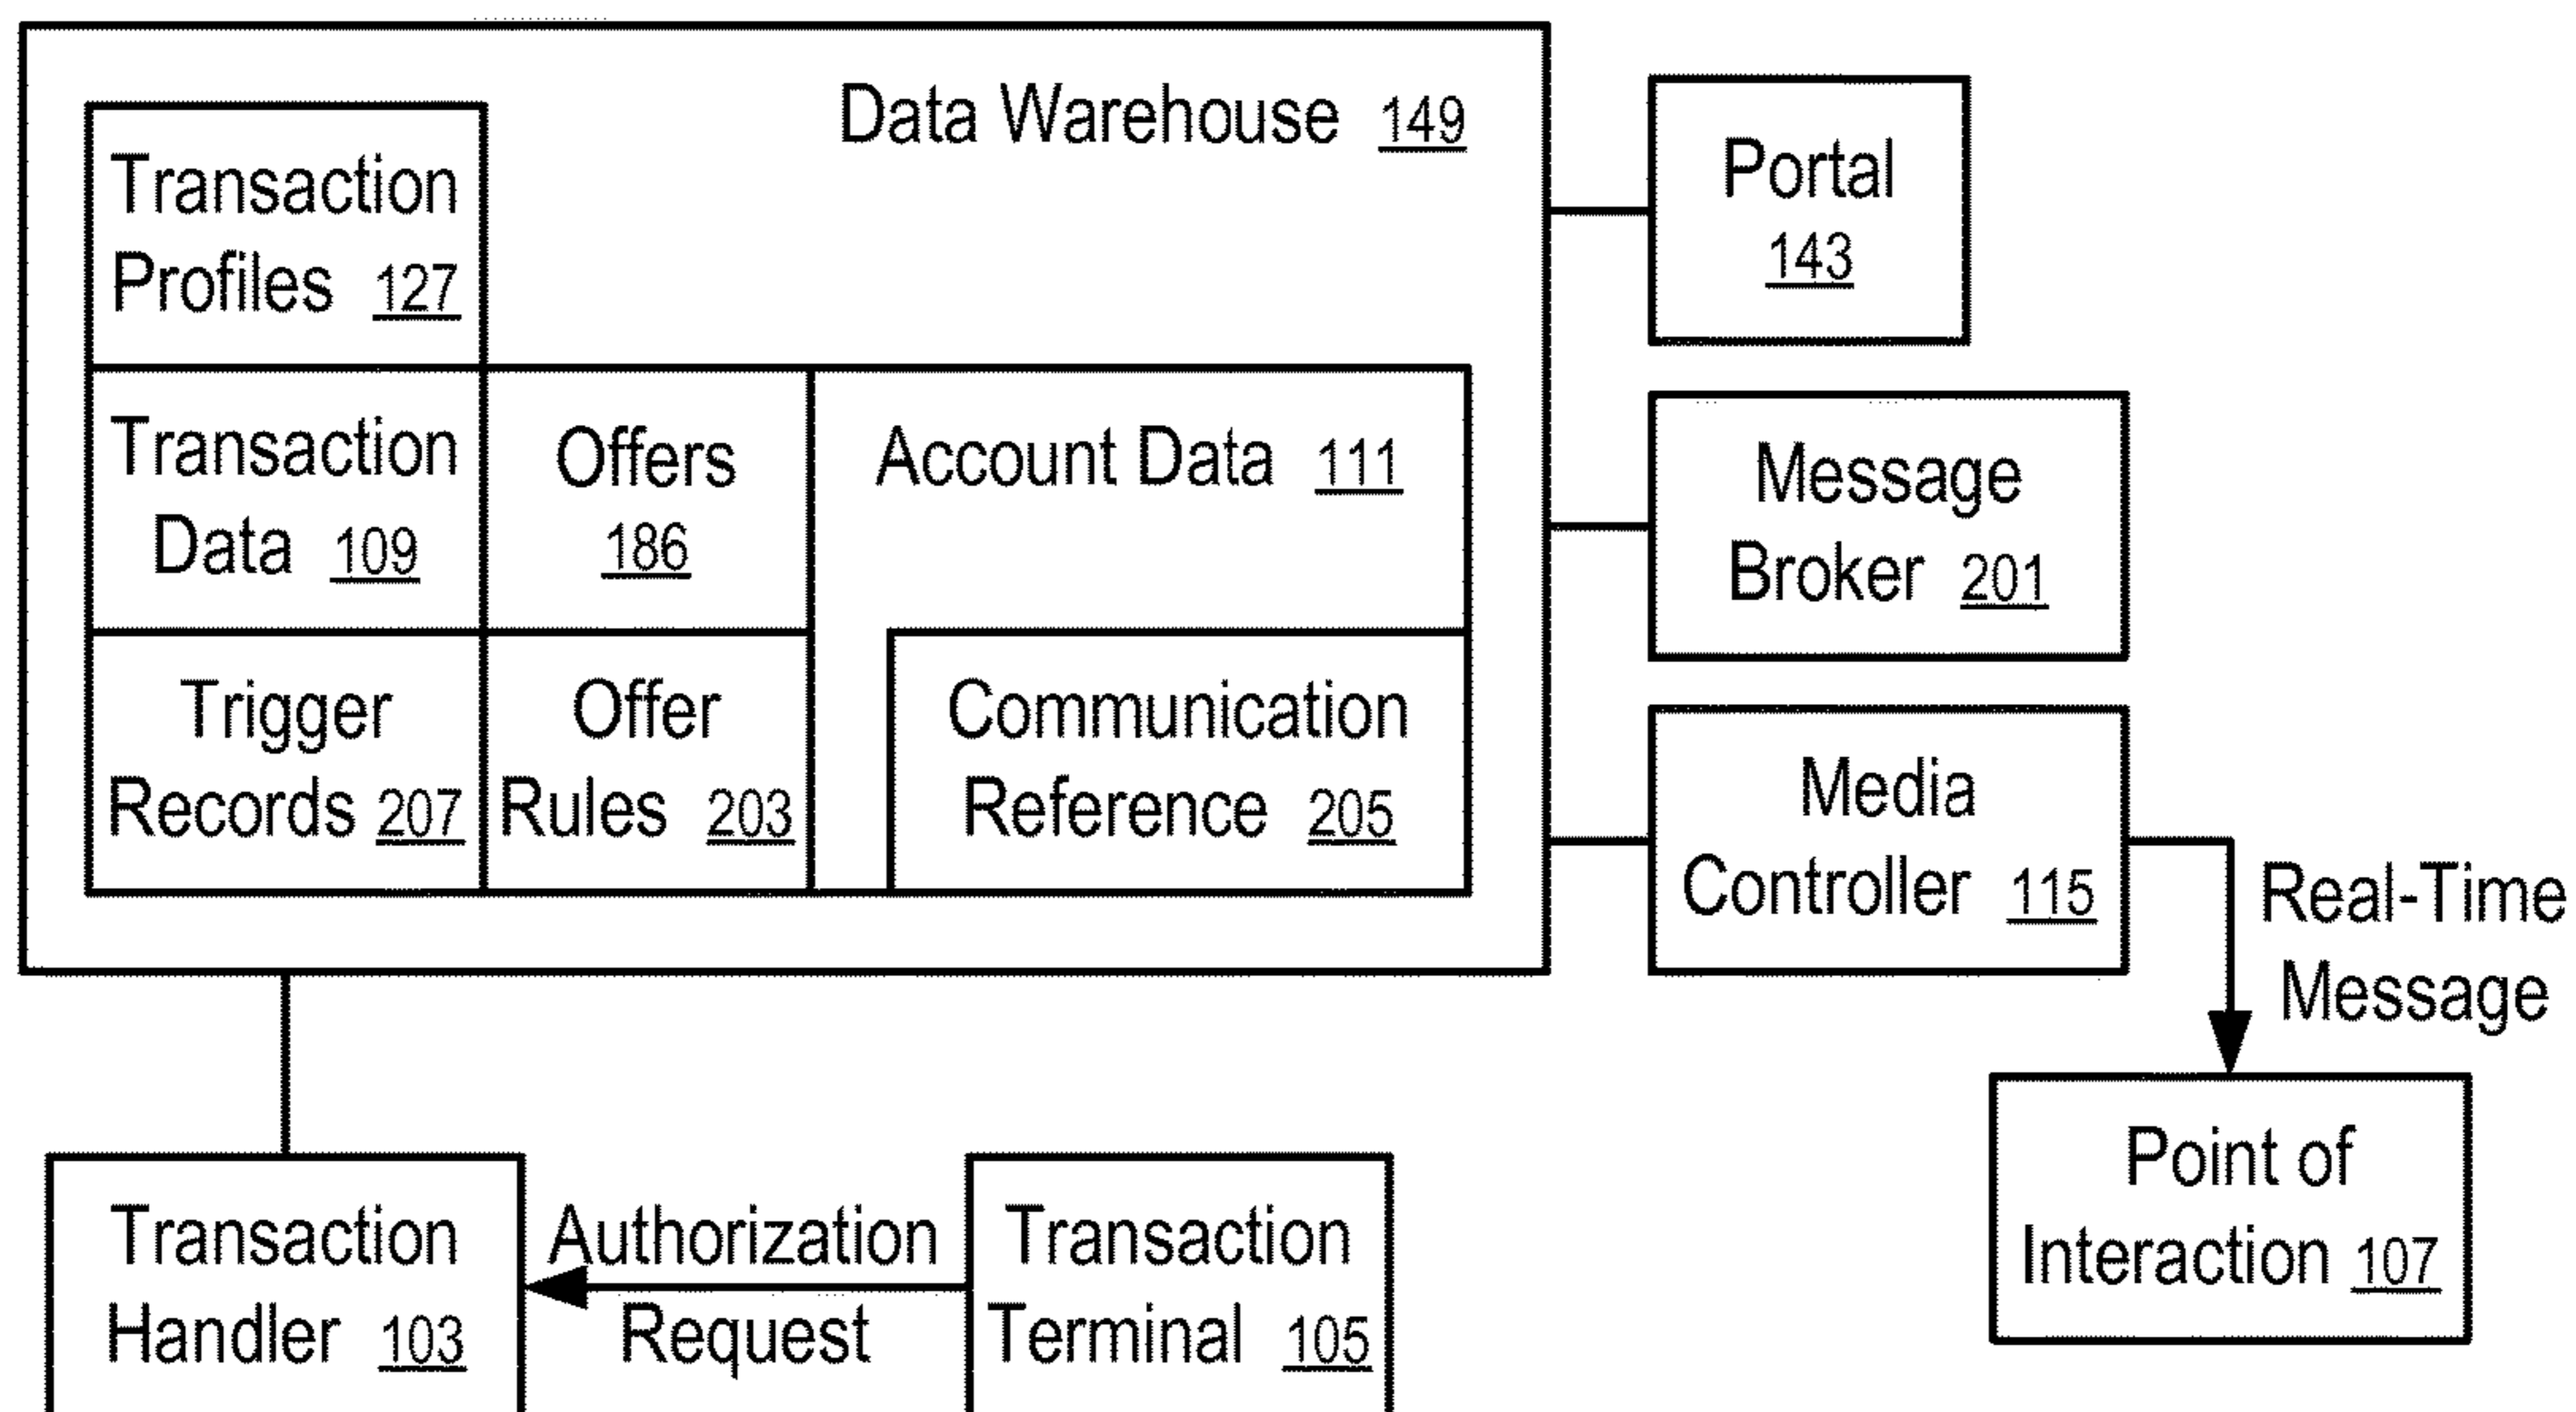 Data Warehouse 149
Transaction
Profiles 127
Transaction
Data 109
Offers
186
Account Data 111
Trigger
Records 207
Offer
Rules 203
Communication
Reference 205
Portal
143
Message
Broker 201
Media
Controller 115
Real-Time
Message
Point of
Interaction 107
Transaction
Handler 103
Authorization
Request
Transaction
Terminal 105